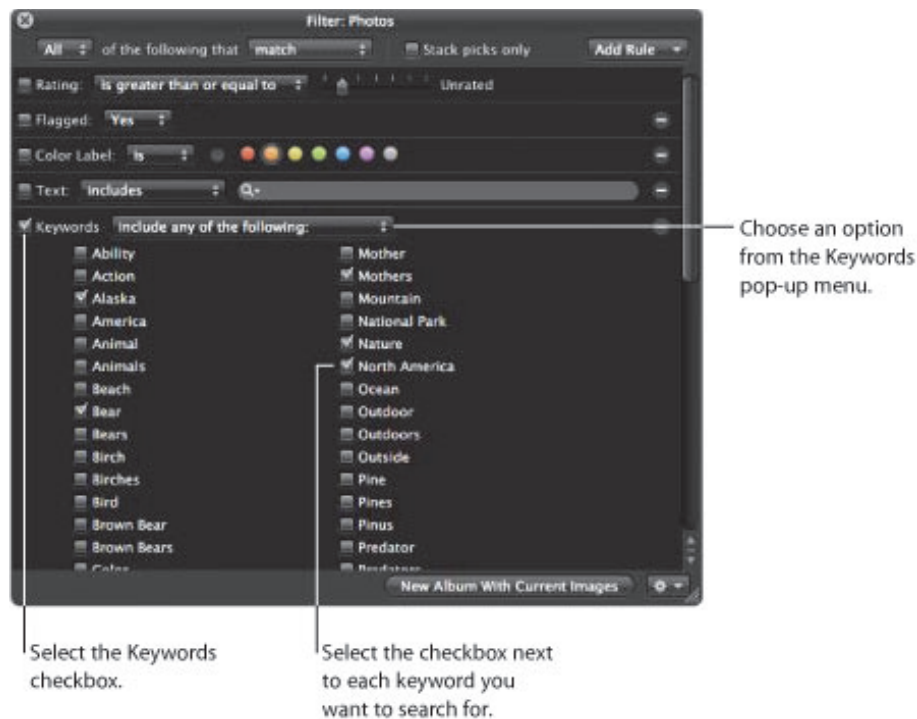 Filter: Photos
All of the following that match Stack picks only Add Rule
Rating: is greater than or equal to Unrated
Flagged: Yes
Color Label: is
Text: includes
Keywords include any of the following:
Choose an option
from the Keywords
pop-up menu.
Ability
Action
Alaska
America
Animal
Animals
Beach
Bear
Bears
Birch
Birches
Bird
Brown Bear
Brown Bears
Color
Mother
Mothers
Mountain
National Park
Nature
North America
Ocean
Outdoor
Outdoors
Outside
Pine
Pines
Pinus
Predator
Predators
New Album With Current Images
Select the Keywords
checkbox.
Select the checkbox next
to each keyword you
want to search for.